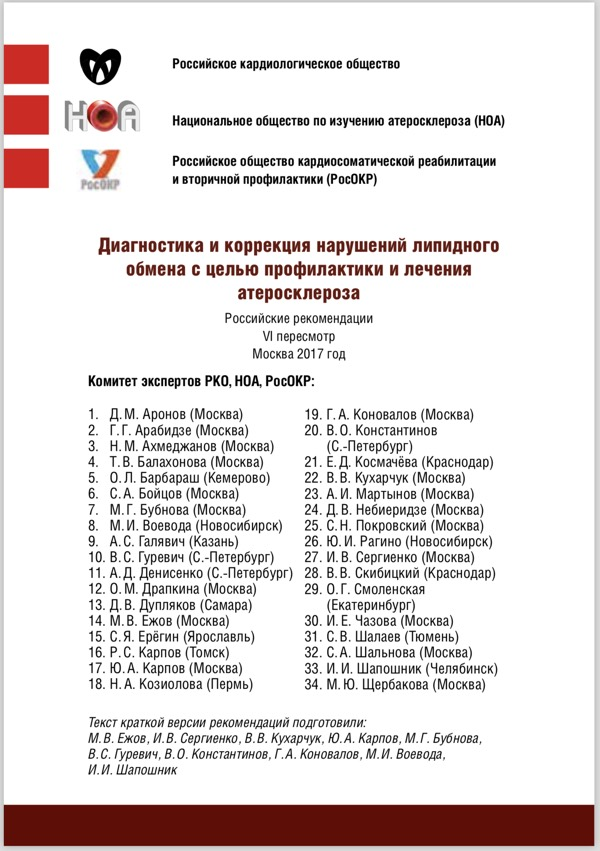 Российское кардиологическое общество
НОА
Национальное общество по изучению атеросклероза (НОА)
Российское общество кардиосоматической реабилитации
и вторичной профилактики (РосОКР)
РосОКР
Диагностика и коррекция нарушений липидного
обмена с целью профилактики и лечения
атеросклероза
Российские рекомендации
VI пересмотр
Москва 2017 год
Комитет экспертов РКО, НОА, РосОКР:
1. Д. М. Аронов (Москва)
2. Г. Г. Арабидзе (Москва)
3. Н. М. Ахмеджанов (Москва)
4. Т. В. Балахонова (Москва)
5. О. Л. Барбараш (Кемерово)
6. С. А. Бойцов (Москва)
7. М. Г. Бубнова (Москва)
8. М. И. Воевода (Новосибирск)
9. А. С. Галявич (Казань)
10. В. С. Гуревич (С.-Петербург)
11. А. Д. Денисенко (С.-Петербург)
12. О. М. Драпкина (Москва)
13. Д. В. Дупляков (Самара)
14. М. В. Ежов (Москва)
15. С. Я. Ерёгин (Ярославль)
16. Р. С. Карпов (Томск)
17. Ю. А. Карпов (Москва)
18. Н. А. Козиолова (Пермь)
19. Г. А. Коновалов (Москва)
20. В. О. Константинов
(С.-Петербург)
21. Е. Д. Космачёва (Краснодар)
22. В. В. Кухарчук (Москва)
23. А. И. Мартынов (Москва)
24. Д. В. Небиеридзе (Москва)
25. С. Н. Покровский (Москва)
26. Ю. И. Рагино (Новосибирск)
27. И. В. Сергиенко (Москва)
28. В. В. Скибицкий (Краснодар)
29. О. Г. Смоленская
(Екатеринбург)
30. И. Е. Чазова (Москва)
31. С. В. Шалаев (Тюмень)
32. С. А. Шальнова (Москва)
33. И. И. Шапошник (Челябинск)
34. М. Ю. Щербакова (Москва)
Текст краткой версии рекомендаций подготовили:
М. В. Ежов, И. В. Сергиенко, В. В. Кухарчук, Ю. А. Карпов, М. Г. Бубнова,
В. С. Гуревич, В. О. Константинов, Г. А. Коновалов, М. И. Воевода,
И. И. Шапошник